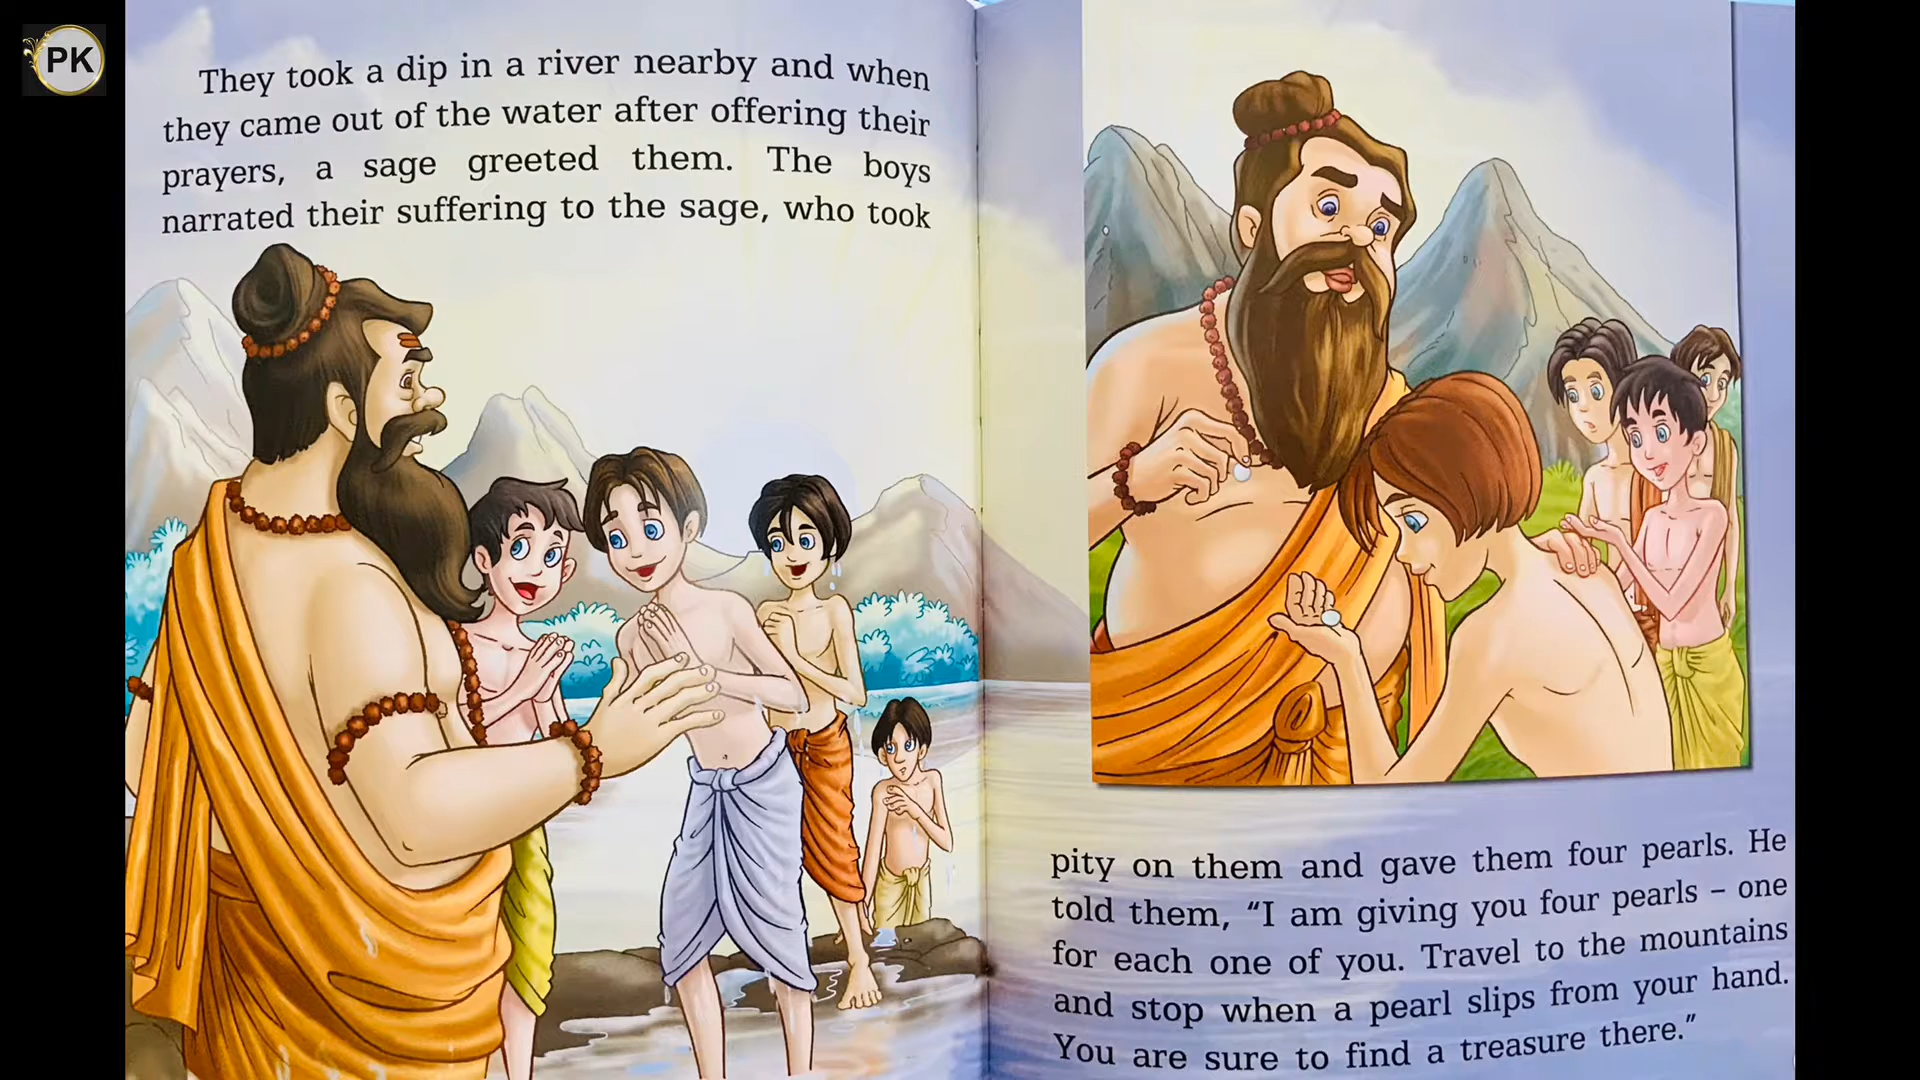 PK
They took a dip in a river nearby and when
they came out of the water after offering their
prayers, a sage greeted them. The boys
narrated their suffering to the sage, who took
pity on them and gave them four pearls. He
told them, “I am giving you four pearls – one
for each one of you. Travel to the mountains
and stop when a pearl slips from your hand.
You are sure to find a treasure there.”